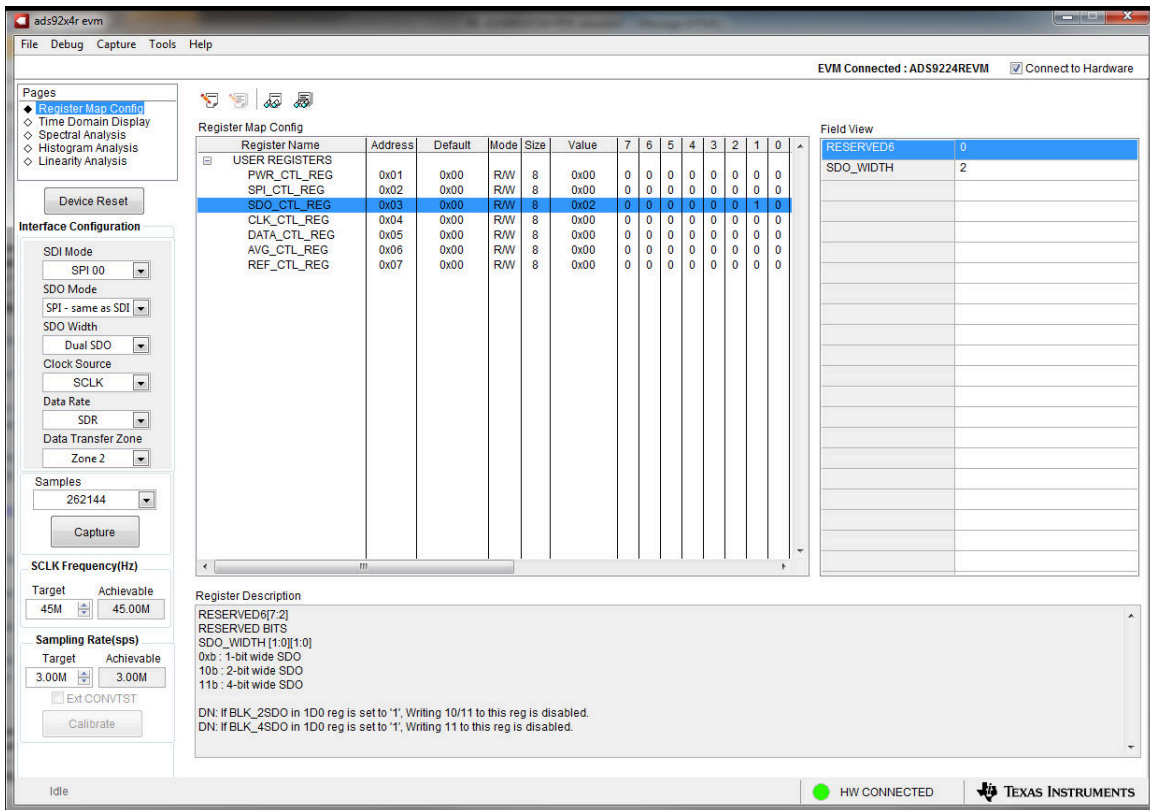 ads92x4r evm
File Debug Capture Tools Help
EVM Connected : ADS9224REVM Connect to Hardware
Pages
Register Map Config
Time Domain Display
Spectral Analysis
Histogram Analysis
Linearity Analysis
Device Reset
Interface Configuration
SDI Mode
SPI 00
SDO Mode
SPI - same as SDI
SDO Width
Dual SDO
Clock Source
SCLK
Data Rate
SDR
Data Transfer Zone
Zone 2
Samples
262144
Capture
SCLK Frequency(Hz)
Target Achievable
45M 45.00M
Sampling Rate(sps)
Target Achievable
3.00M 3.00M
Ext CONVTST
Calibrate
Register Map Config
Register Name Address Default Mode Size Value 7 6 5 4 3 2 1 0
USER REGISTERS
PWR_CTL_REG 0x01 0x00 R/W 8 0x00 0 0 0 0 0 0 0 0
SPI_CTL_REG 0x02 0x00 R/W 8 0x00 0 0 0 0 0 0 0 0
SDO_CTL_REG 0x03 0x00 R/W 8 0x02 0 0 0 0 0 0 1 0
CLK_CTL_REG 0x04 0x00 R/W 8 0x00 0 0 0 0 0 0 0 0
DATA_CTL_REG 0x05 0x00 R/W 8 0x00 0 0 0 0 0 0 0 0
AVG_CTL_REG 0x06 0x00 R/W 8 0x00 0 0 0 0 0 0 0 0
REF_CTL_REG 0x07 0x00 R/W 8 0x00 0 0 0 0 0 0 0 0
Field View
RESERVED6 0
SDO_WIDTH 2
Register Description
RESERVED6[7:2]
RESERVED BITS
SDO_WIDTH [1:0][1:0]
0xb : 1-bit wide SDO
10b : 2-bit wide SDO
11b : 4-bit wide SDO
DN: If BLK_2SDO in 1D0 reg is set to '1', Writing 10/11 to this reg is disabled.
DN: If BLK_4SDO in 1D0 reg is set to '1', Writing 11 to this reg is disabled.
Idle
HW CONNECTED
TEXAS INSTRUMENTS